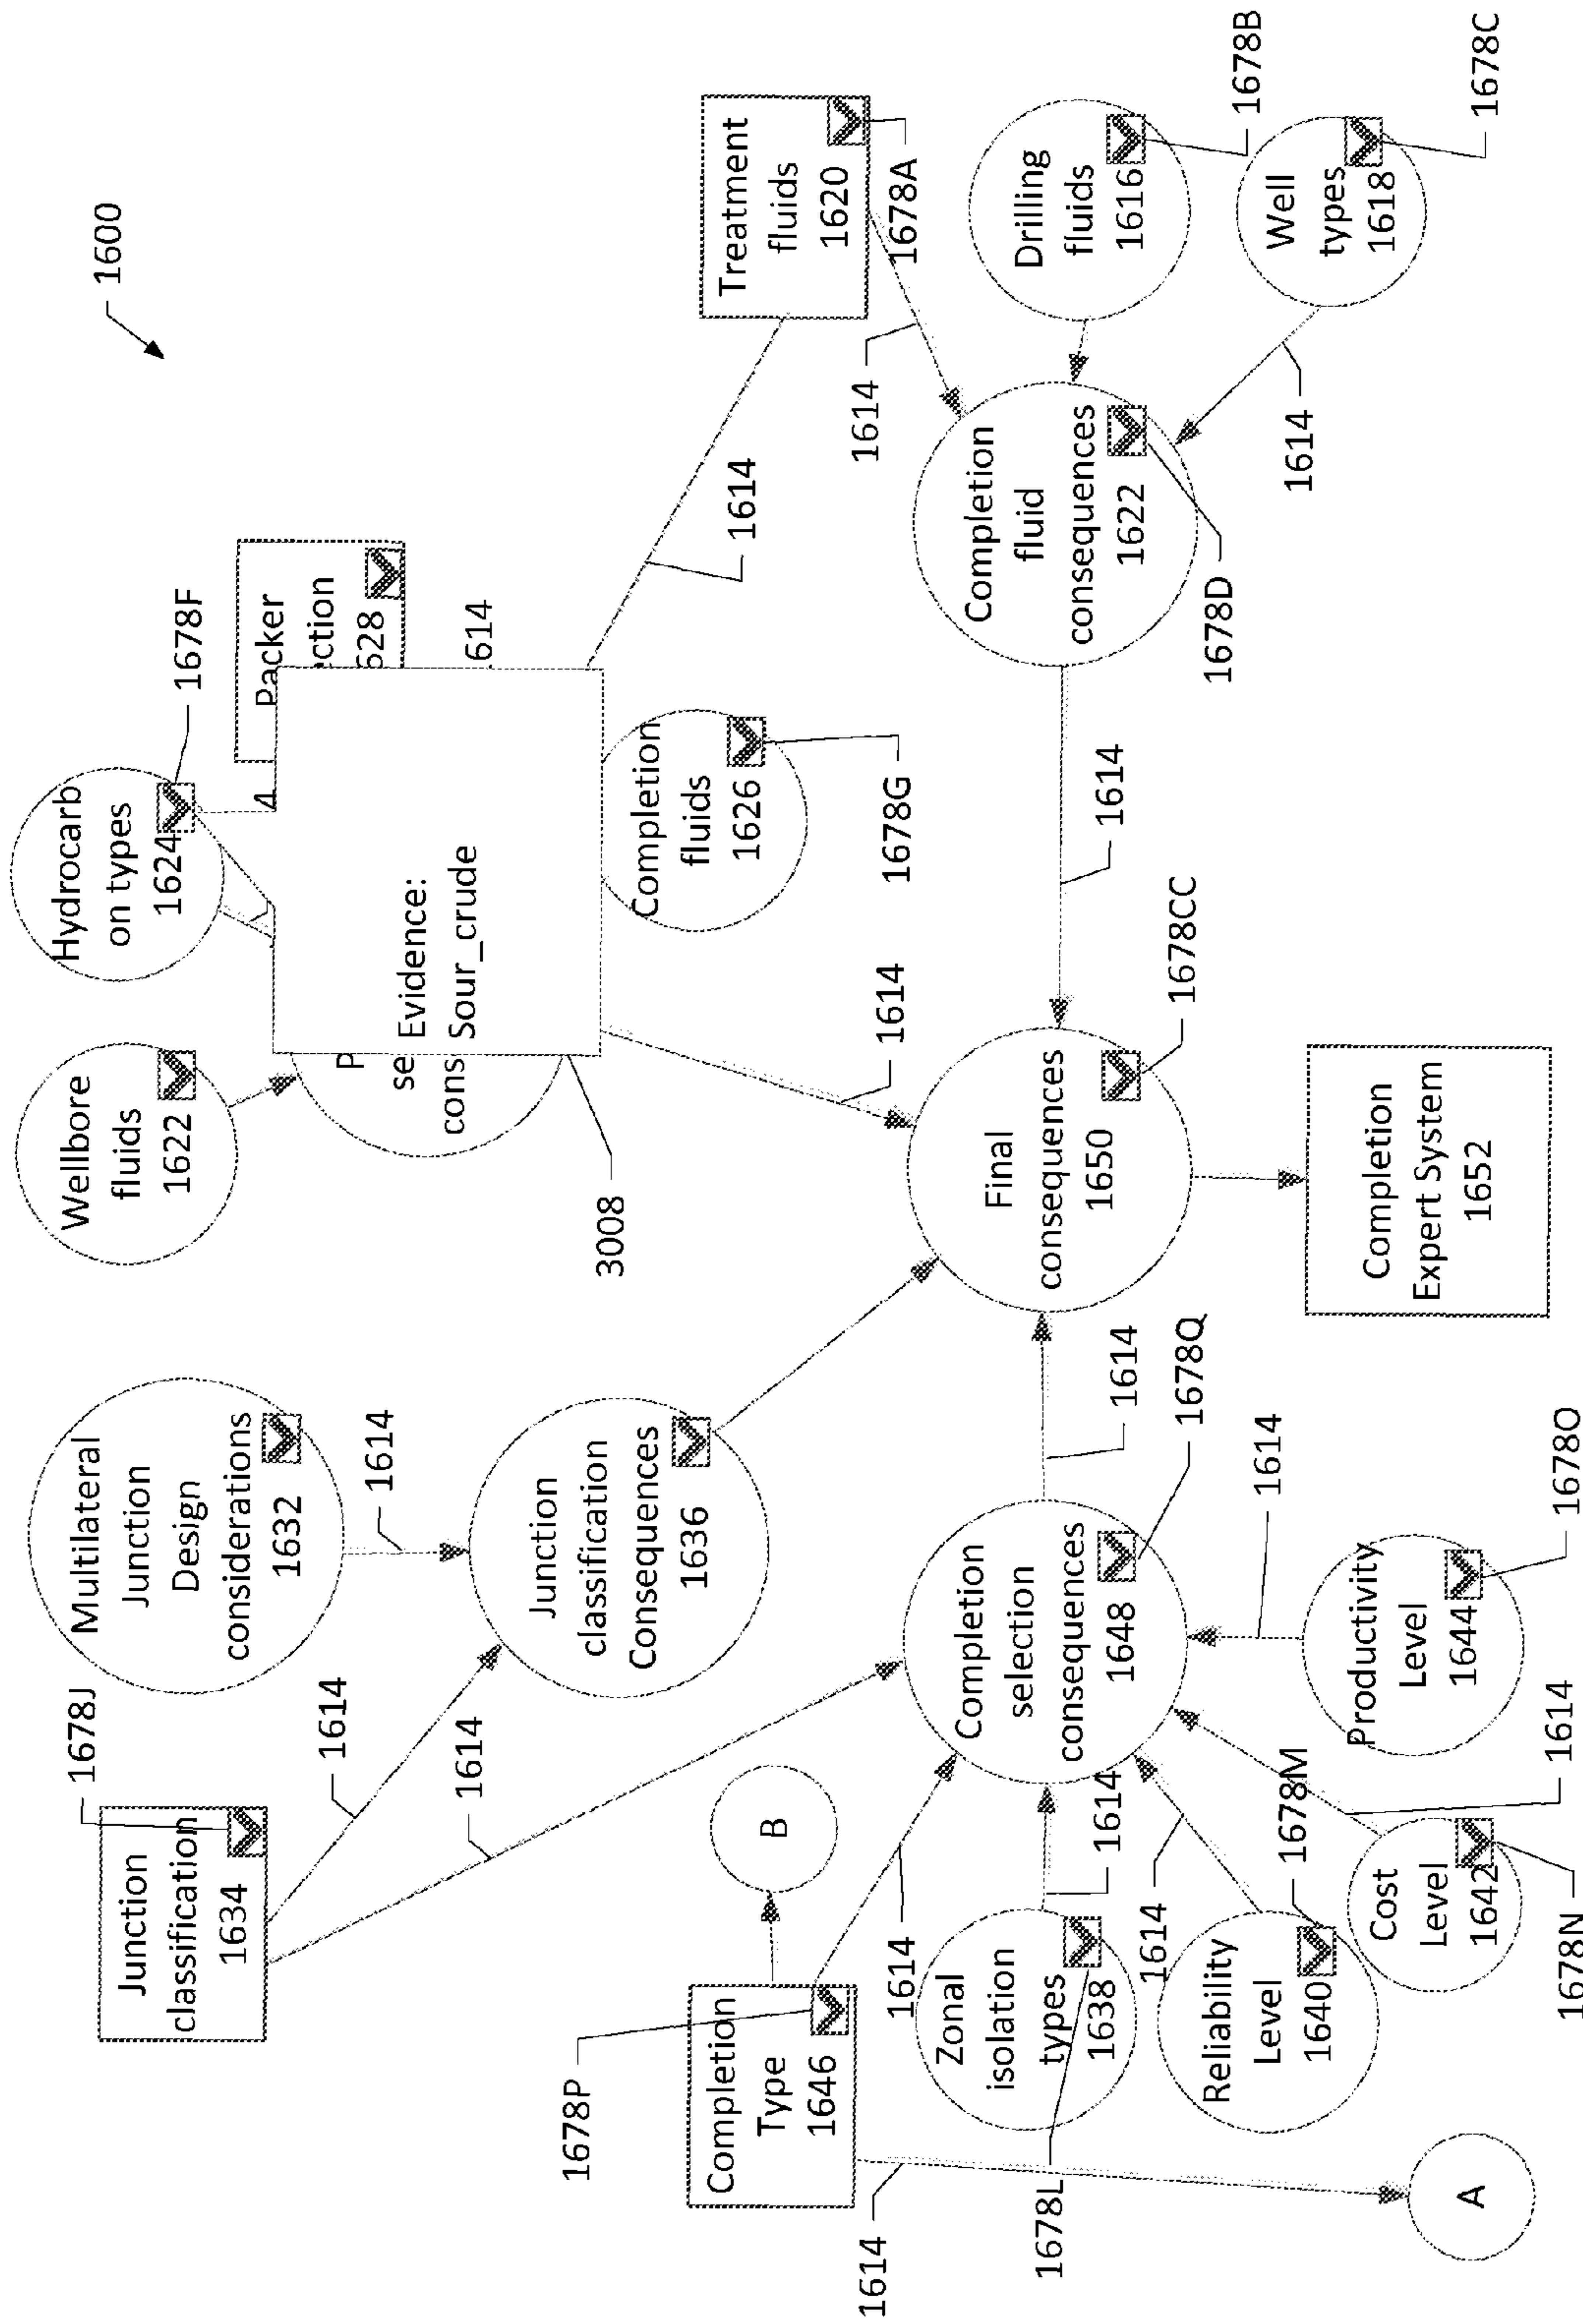 1600
Junction
classification
1634
1678J
Multilateral
Junction
Design
considerations
1632
1614
1614
1614
Junction
classification
Consequences
1636
Wellbore
fluids
1622
Hydrocarb
on types
1624
1678F
Packer
ction
628
614
4
P
se
cons
Evidence:
Sour_crude
3008
Completion
fluids
1626
1678G
1614
1614
Treatment
fluids
1620
1678A
1614
Drilling
fluids
1616
1678B
Well
types
1618
1678C
1614
Completion
fluid
consequences
1622
1678D
1614
Final
consequences
1650
1678CC
Completion
Expert System
1652
B
Completion
Type
1646
1678P
1614
1614
A
Zonal
isolation
types
1638
1678L
1614
Reliability
Level
1640
1678M
1614
Cost
Level
1642
1678N
1614
Productivity
Level
1644
1678O
1614
Completion
selection
consequences
1648
1678Q
1614